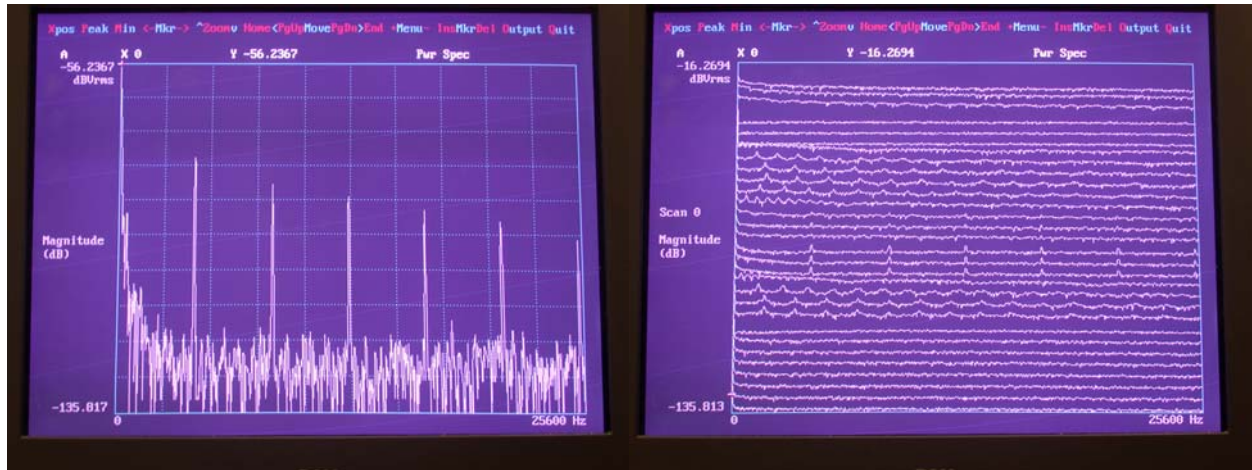 Xpos Peak Min <-Mkr-> ^Zoomv Home<PgUpMovePgDn>End -Menu- InsMkrDel Output Quit
A X 0 Y -56.2367 Pwr Spec
-56.2367
dBVrms
Magnitude
(dB)
-135.817
0 25600 Hz
Xpos Peak Min <-Mkr-> ^Zoomv Home<PgUpMovePgDn>End -Menu- InsMkrDel Output Quit
A X 0 Y -16.2694 Pwr Spec
-16.2694
dBVrms
Scan 0
Magnitude
(dB)
-135.813
0 25600 Hz